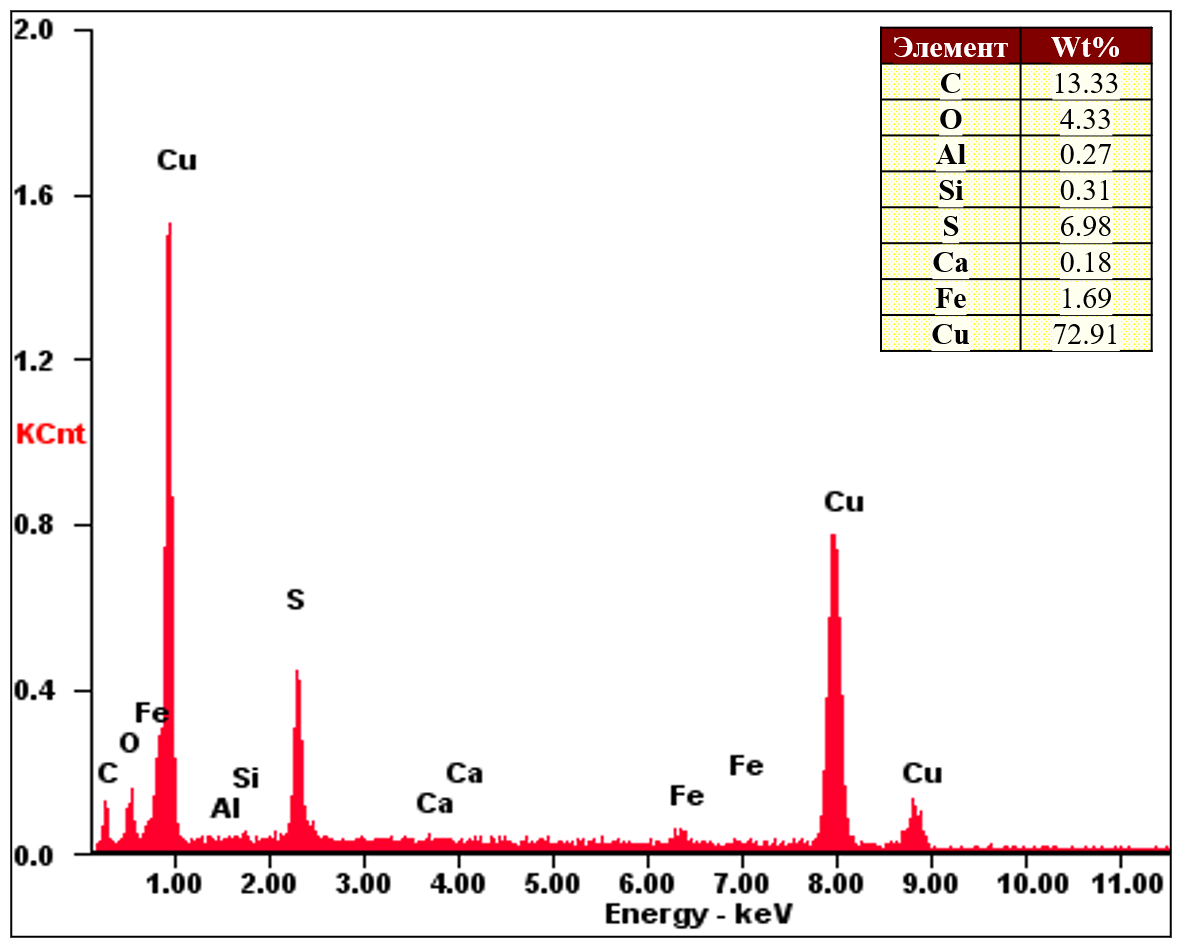 2.0
Элемент Wt%
C 13.33
O 4.33
Al 0.27
Si 0.31
S 6.98
Ca 0.18
Fe 1.69
Cu 72.91
Cu
1.6
1.2
KCnt
0.8
Cu
S
0.4
Fe
O
C
Al
Si
Ca
Ca
Fe
Fe
Cu
0.0
1.00 2.00 3.00 4.00 5.00 6.00 7.00 8.00 9.00 10.00 11.00
Energy - keV